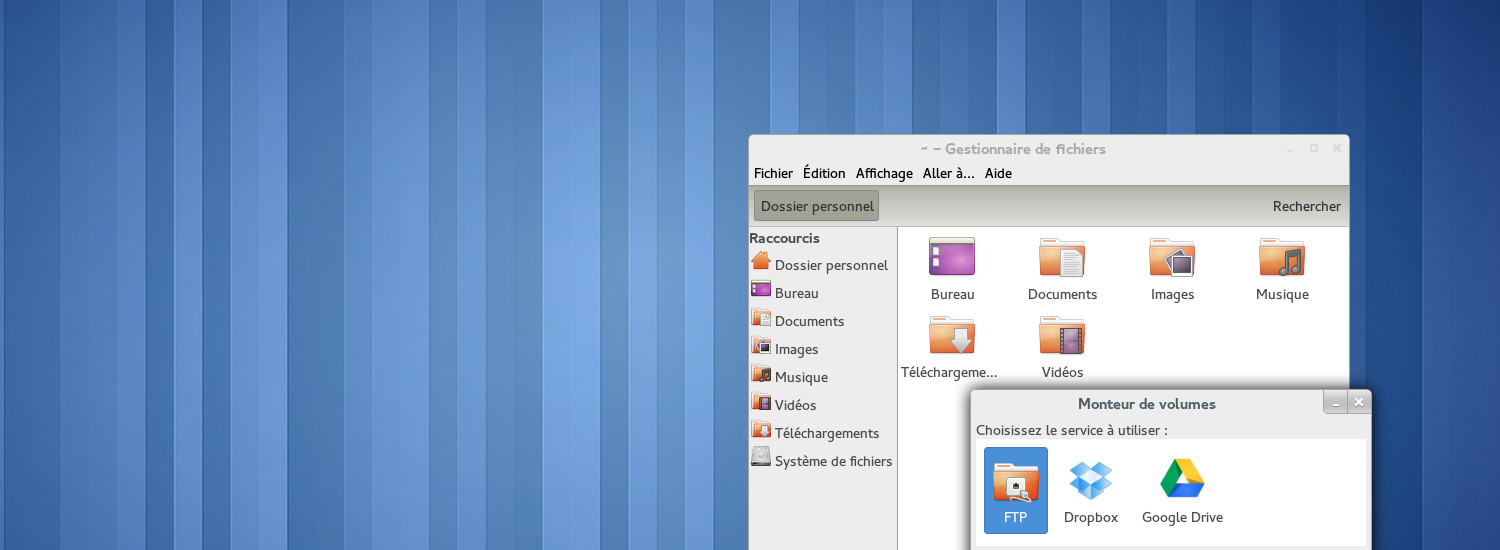 ~ – Gestionnaire de fichiers
Fichier Édition Affichage Aller à... Aide
Dossier personnel
Rechercher
Raccourcis
Dossier personnel
Bureau
Documents
Images
Musique
Vidéos
Téléchargements
Système de fichiers
Bureau Documents Images Musique
Téléchargeme... Vidéos
Monteur de volumes
Choisissez le service à utiliser :
FTP Dropbox Google Drive